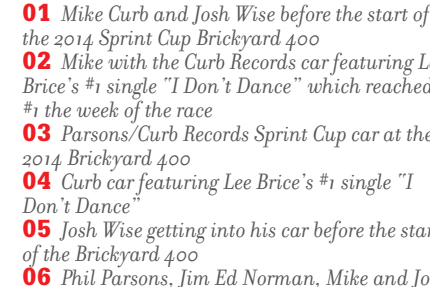 01 Mike Curb and Josh Wise before the start of
the 2014 Sprint Cup Brickyard 400
02 Mike with the Curb Records car featuring
Brice's #1 single "I Don't Dance" which reached
#1 the week of the race
03 Parsons/Curb Records Sprint Cup car at the
2014 Brickyard 400
04 Curb car featuring Lee Brice's #1 single "I
Don't Dance"
05 Josh Wise getting into his car before the
of the Brickyard 400
06 Phil Parsons, Jim Ed Norman, Mike and